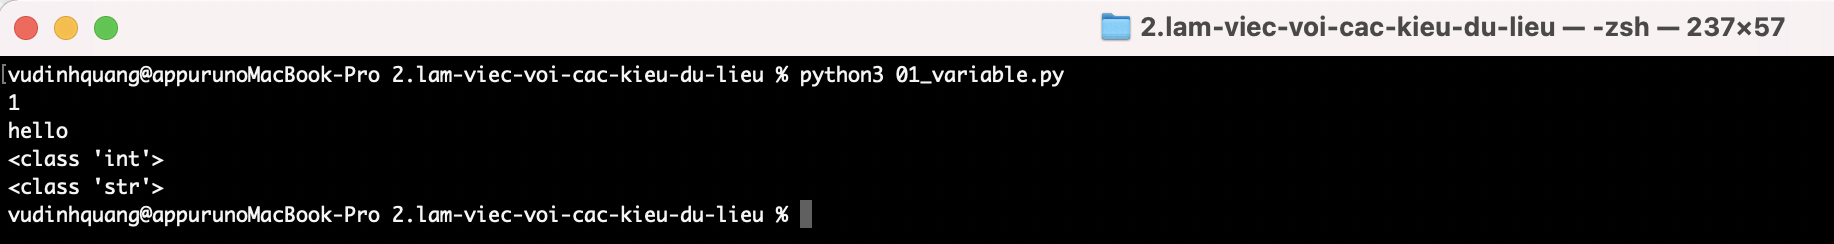 2.lam-viec-voi-cac-kieu-du-lieu — -zsh — 237×57
[vudinhquang@appurunoMacBook-Pro 2.lam-viec-voi-cac-kieu-du-lieu % python3 01_variable.py
1
hello
<class 'int'>
<class 'str'>
vudinhquang@appurunoMacBook-Pro 2.lam-viec-voi-cac-kieu-du-lieu %